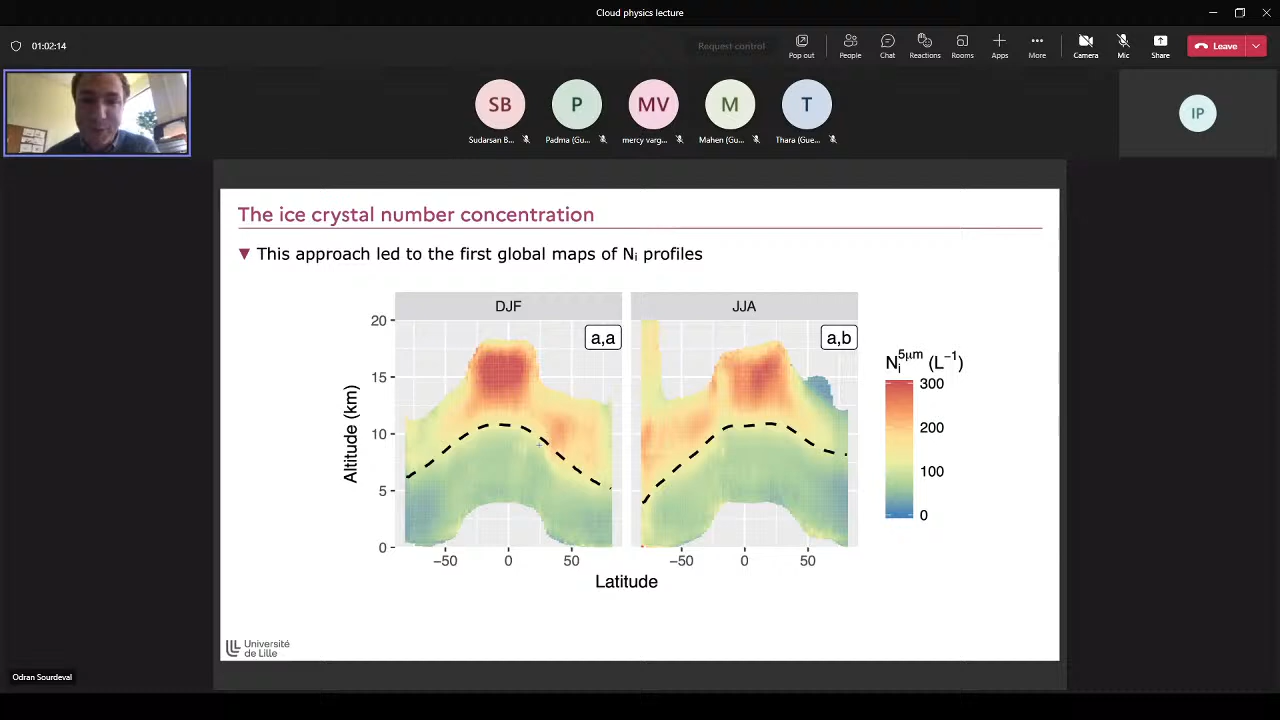 Cloud physics lecture
01:02:14
Request control
Pop out
People
Chat
Reactions
Rooms
Apps
More
Camera
Mic
Share
Leave
SB
P
MV
M
T
IP
Sudarsan B...
Padma (Gu...
mercy varg...
Mahen (Gu...
Thara (Gue...
The ice crystal number concentration
▼ This approach led to the first global maps of Nᵢ profiles
DJF
JJA
a,a
a,b
20
15
10
5
0
Altitude (km)
−50
0
50
−50
0
50
Latitude
Nᵢ⁵µᵐ (L⁻¹)
300
200
100
0
Université
de Lille
Odran Sourdeval